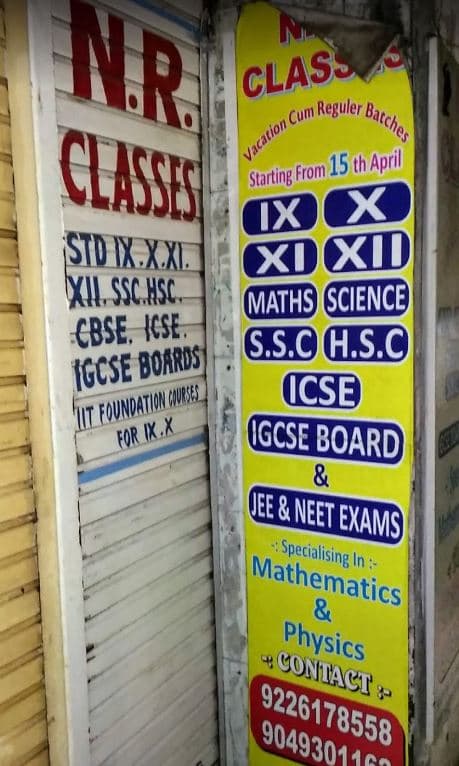 N.R.
CLASSES
STD IX.X.XI.
XII. SSC.HSC.
CBSE. ICSE.
IGCSE BOARDS
IIT FOUNDATION COURSES
FOR IX.X
Vacation Cum Reguler Batches
Starting From 15 th April
IX X
XI XII
MATHS SCIENCE
S.S.C H.S.C
ICSE
IGCSE BOARD
&
JEE & NEET EXAMS
-: Specialising In :-
Mathematics
&
Physics
-: CONTACT :-
9226178558